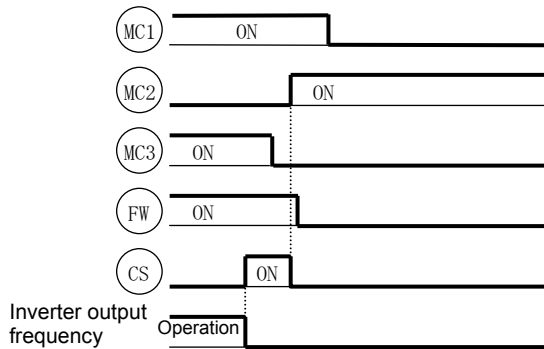 MC1 ON
MC2 ON
MC3 ON
FW ON
CS ON
Inverter output
frequency Operation